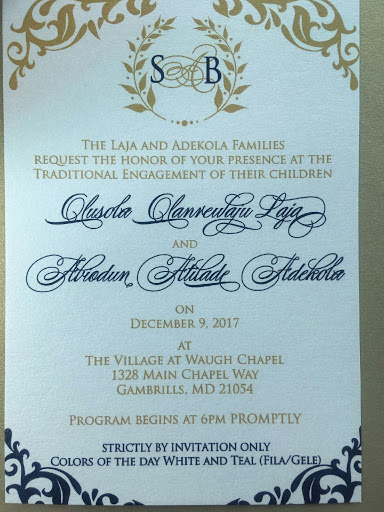 S & B
THE LAJA AND ADEKOLA FAMILIES
REQUEST THE HONOR OF YOUR PRESENCE AT THE
TRADITIONAL ENGAGEMENT OF THEIR CHILDREN
Olusola Olanrewaju Laja
AND
Abiodun Atilade Adekola
ON
DECEMBER 9, 2017
AT
THE VILLAGE AT WAUGH CHAPEL
1328 MAIN CHAPEL WAY
GAMBRILLS, MD 21054
PROGRAM BEGINS AT 6PM PROMPTLY
STRICTLY BY INVITATION ONLY
COLORS OF THE DAY WHITE AND TEAL (FILA/GELE)